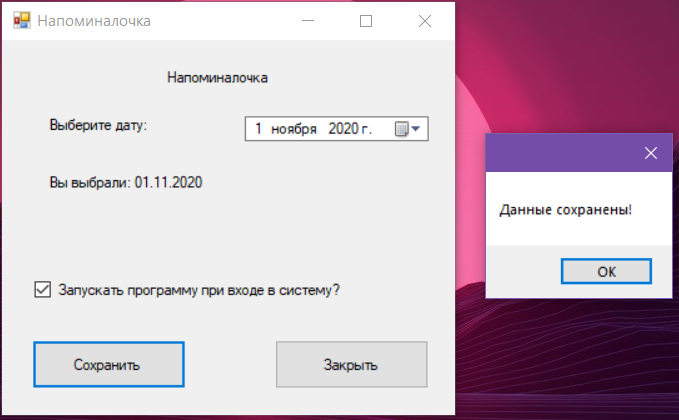 Напоминалочка
Напоминалочка
Выберите дату:
1 ноября 2020 г.
Вы выбрали: 01.11.2020
Данные сохранены!
OK
Запускать программу при входе в систему?
Сохранить
Закрыть